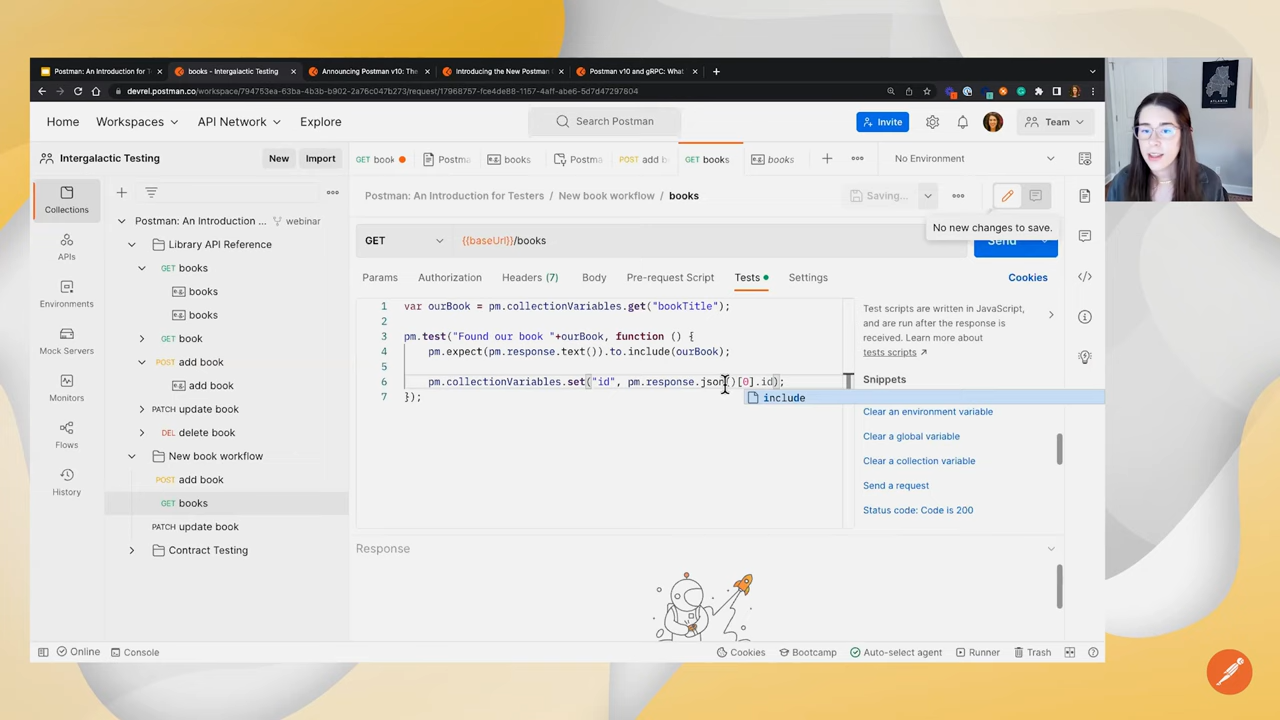 Postman: An Introduction for T
books - Intergalactic Testing
Announcing Postman v10: The
Introducing the New Postman
Postman v10 and gRPC: What
devrel.postman.co/workspace/794753ea-63ba-4b3b-b902-2a76c047b273/request/17968757-fce4de88-1167-4aff-abe6-5d7d47297804
Home
Workspaces
API Network
Explore
Search Postman
Invite
Team
Intergalactic Testing
New
Import
GET book
Postma
books
Postma
POST add b
GET books
books
No Environment
Collections
APIs
Environments
Mock Servers
Monitors
Flows
History
Postman: An Introduction ...
webinar
Library API Reference
GET books
books
books
GET book
POST add book
add book
PATCH update book
DEL delete book
New book workflow
POST add book
GET books
PATCH update book
Contract Testing
Postman: An Introduction for Testers / New book workflow / books
Saving...
No new changes to save.
GET
{{baseUrl}}/books
Send
Params
Authorization
Headers (7)
Body
Pre-request Script
Tests
Settings
Cookies
1 var ourBook = pm.collectionVariables.get("bookTitle");
2
3 pm.test("Found our book "+ourBook, function () {
4 pm.expect(pm.response.text()).to.include(ourBook);
5
6 pm.collectionVariables.set("id", pm.response.json()[0].id);
7 });
include
Test scripts are written in JavaScript,
and are run after the response is
received. Learn more about
tests scripts
Snippets
Clear an environment variable
Clear a global variable
Clear a collection variable
Send a request
Status code: Code is 200
Response
Online
Console
Cookies
Bootcamp
Auto-select agent
Runner
Trash
ATLANTA